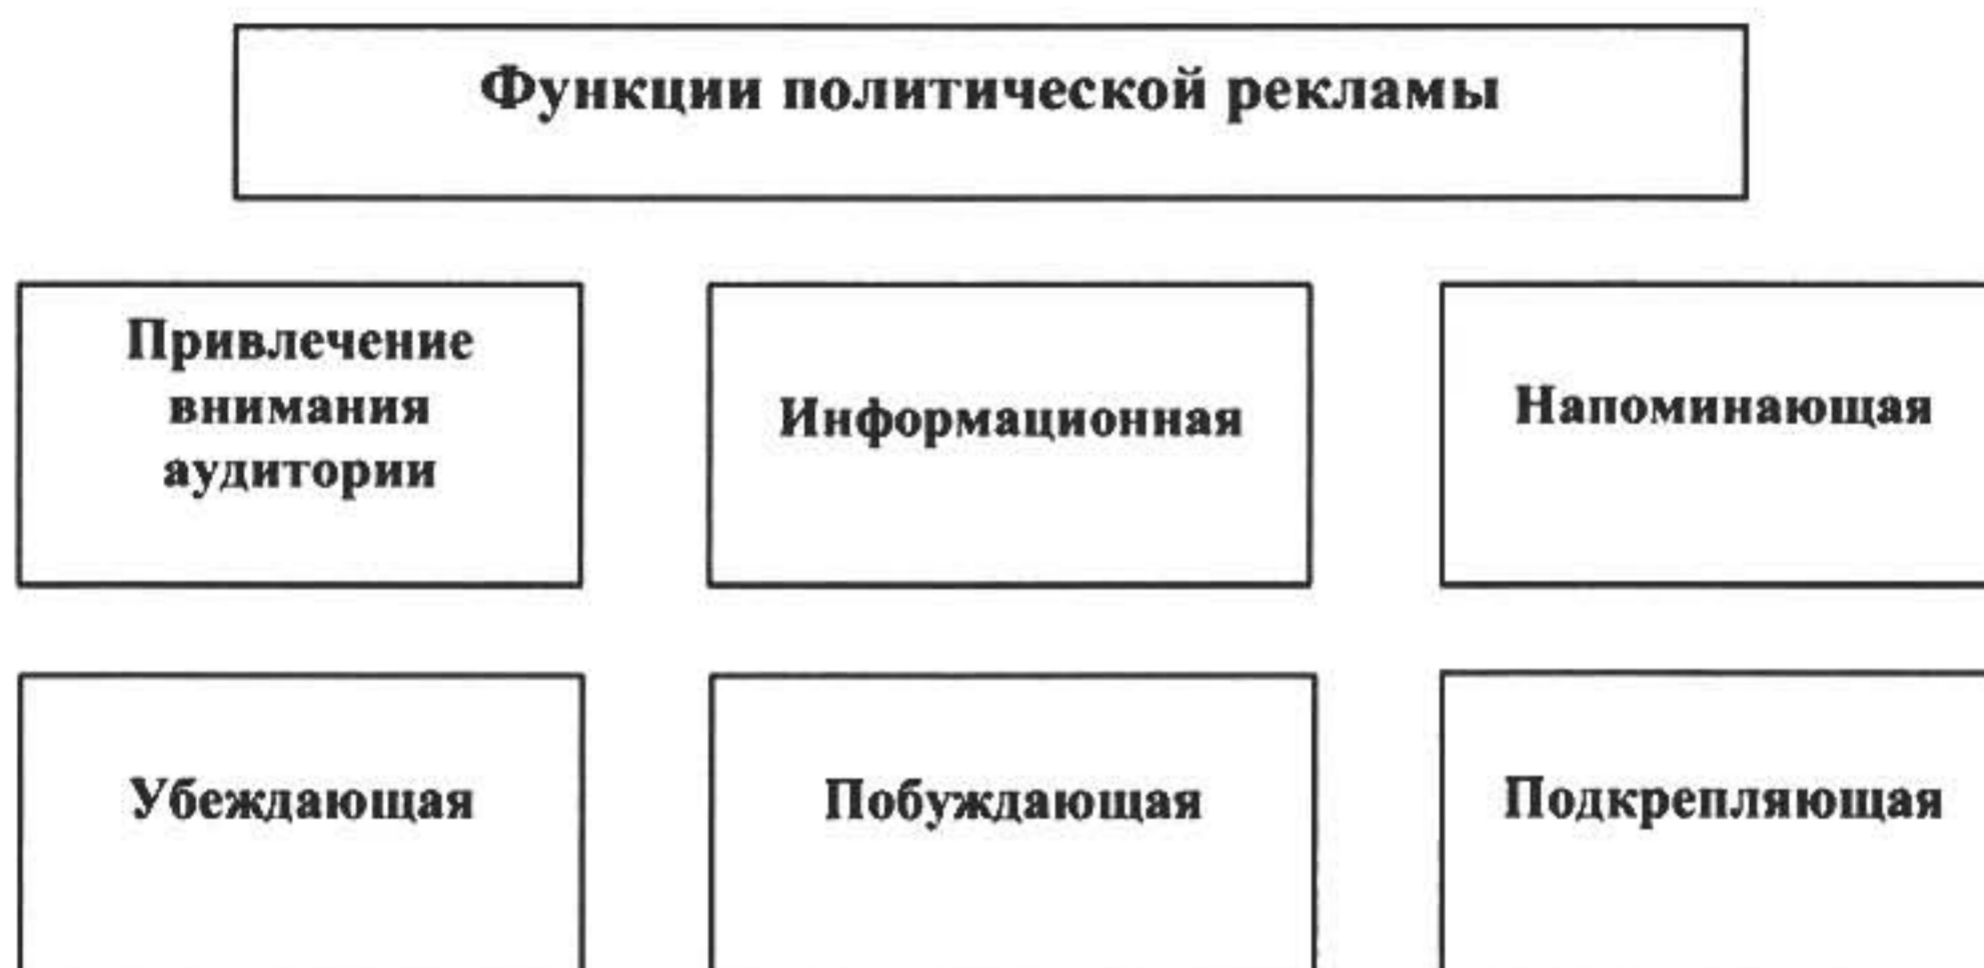 Функции политической рекламы
Привлечение
внимания
аудитории
Информационная
Напоминающая
Убеждающая
Побуждающая
Подкрепляющая